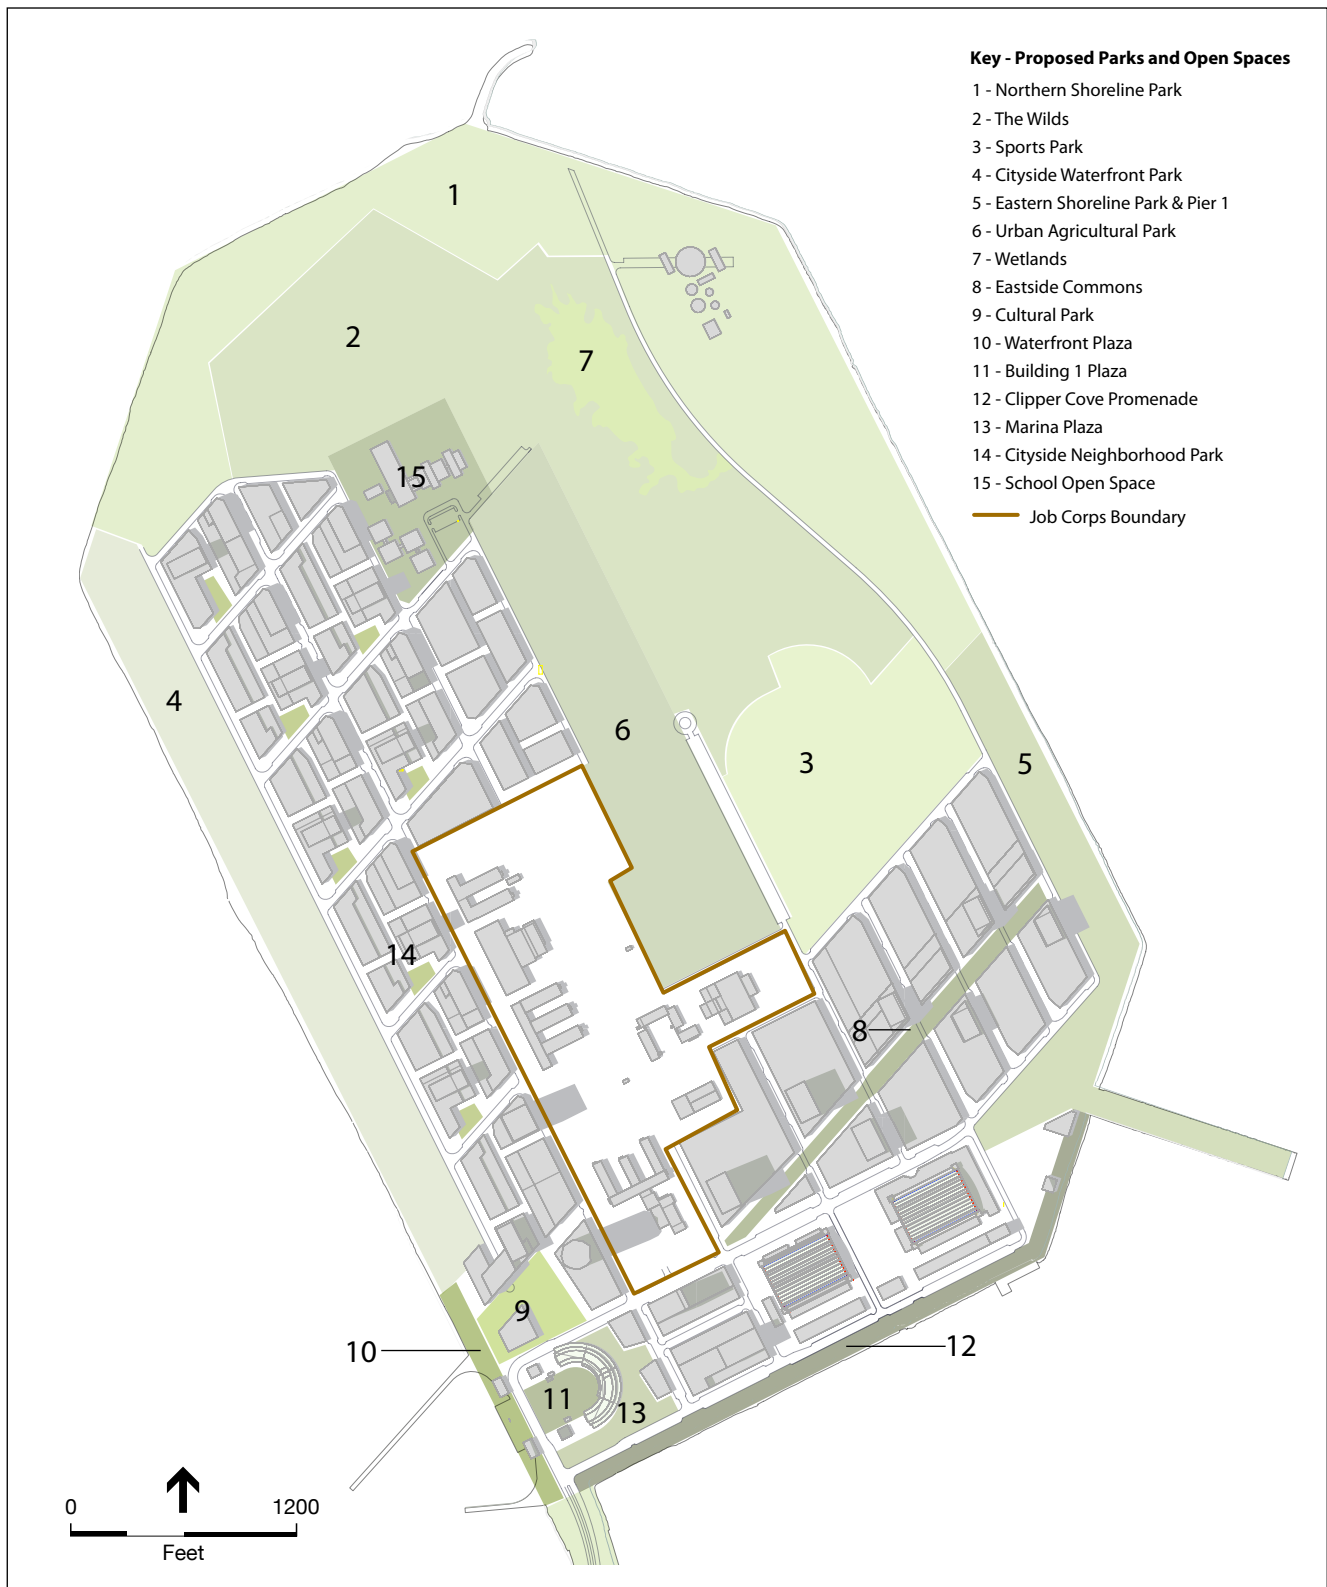 Key - Proposed Parks and Open Spaces
1 - Northern Shoreline Park
2 - The Wilds
3 - Sports Park
4 - Cityside Waterfront Park
5 - Eastern Shoreline Park & Pier 1
6 - Urban Agricultural Park
7 - Wetlands
8 - Eastside Commons
9 - Cultural Park
10 - Waterfront Plaza
11 - Building 1 Plaza
12 - Clipper Cove Promenade
13 - Marina Plaza
14 - Cityside Neighborhood Park
15 - School Open Space
Job Corps Boundary
1
2
7
15
4
6
3
5
14
8
9
10
12
11
13
0 1200
Feet